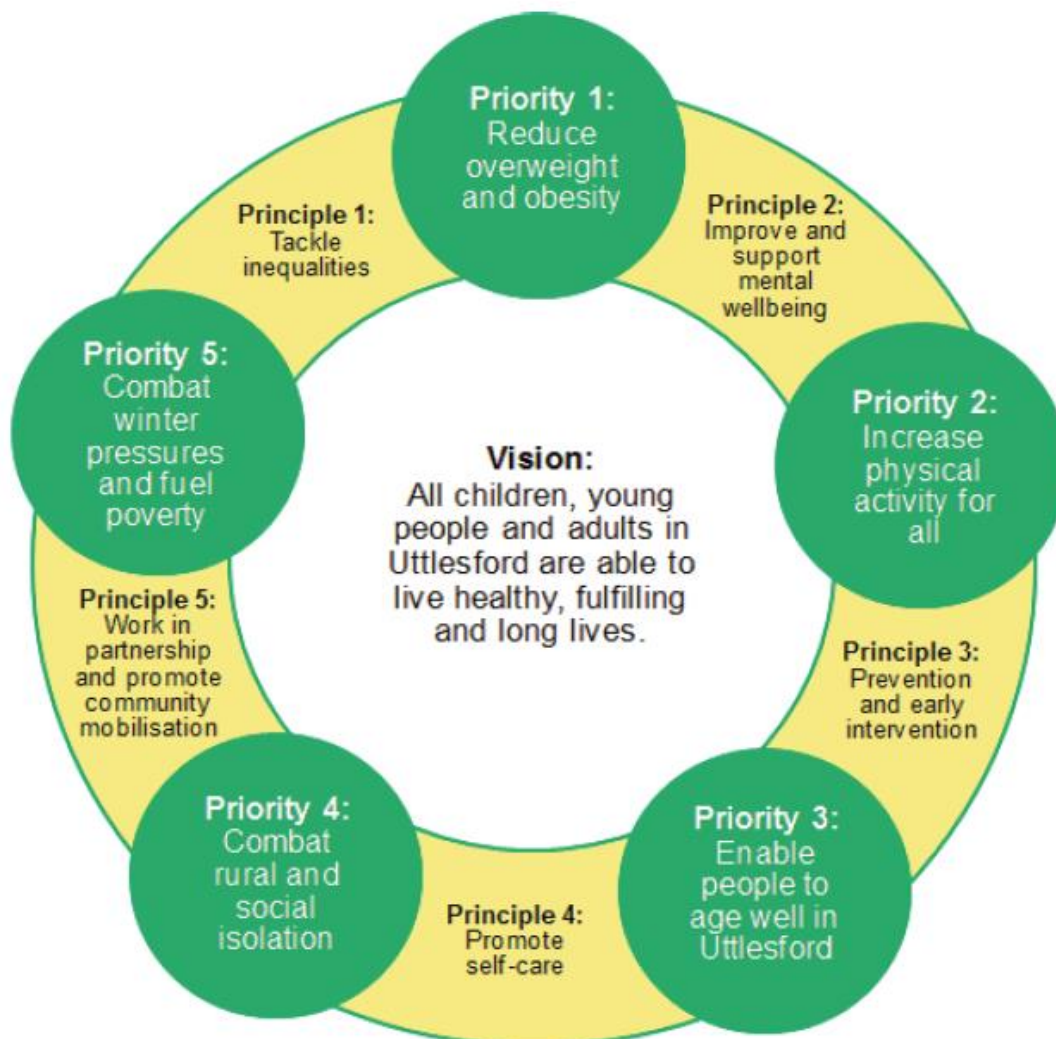 Priority 1:
Reduce
overweight
and obesity
Principle 1:
Tackle
inequalities
Principle 2:
Improve and
support
mental
wellbeing
Priority 5:
Combat
winter
pressures
and fuel
poverty
Priority 2:
Increase
physical
activity for
all
Vision:
All children, young
people and adults in
Uttlesford are able to
live healthy, fulfilling
and long lives.
Principle 5:
Work in
partnership
and promote
community
mobilisation
Principle 3:
Prevention
and early
intervention
Priority 4:
Combat
rural and
social
isolation
Priority 3:
Enable
people to
age well in
Uttlesford
Principle 4:
Promote
self-care